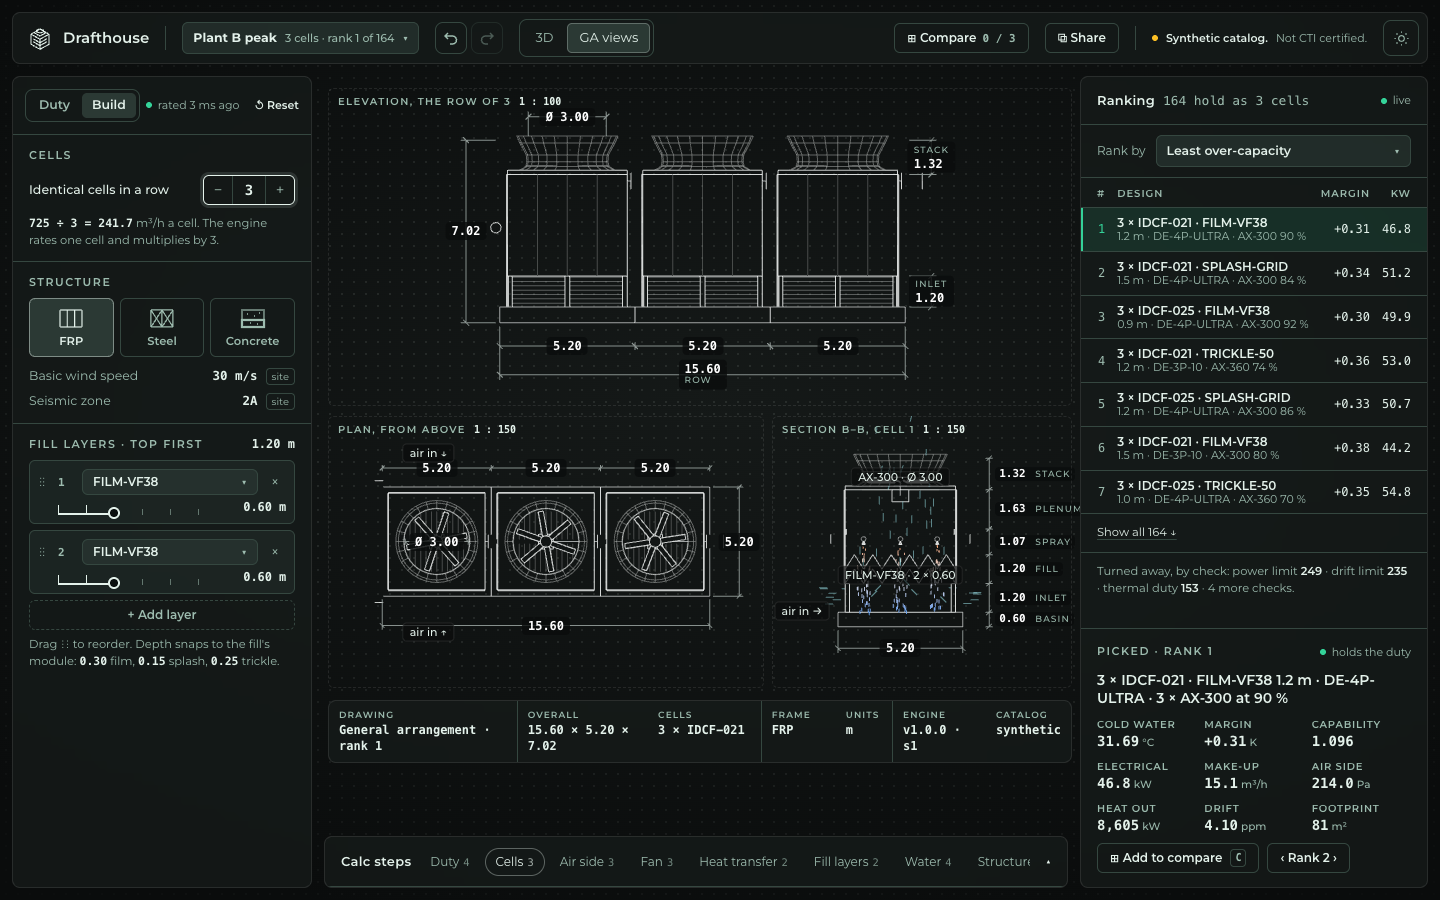 Drafthouse
Plant B peak 3 cells · rank 1 of 164
3D
GA views
Compare 0 / 3
Share
Synthetic catalog. Not CTI certified.
Duty
Build
rated 3 ms ago
Reset
CELLS
Identical cells in a row
− 3 +
725 ÷ 3 = 241.7 m³/h a cell. The engine
rates one cell and multiplies by 3.
STRUCTURE
FRP
Steel
Concrete
Basic wind speed 30 m/s site
Seismic zone 2A site
FILL LAYERS · TOP FIRST 1.20 m
1 FILM-VF38 ×
0.60 m
2 FILM-VF38 ×
0.60 m
+ Add layer
Drag ⁝⁝ to reorder. Depth snaps to the fill's
module: 0.30 film, 0.15 splash, 0.25 trickle.
ELEVATION, THE ROW OF 3 1 : 100
Ø 3.00
STACK
1.32
7.02
INLET
1.20
5.20
5.20
5.20
15.60
ROW
PLAN, FROM ABOVE 1 : 150
air in ↓
5.20
5.20
5.20
Ø 3.00
5.20
15.60
air in ↑
SECTION B–B, CELL 1 1 : 150
AX-300 · Ø 3.00
1.32 STACK
1.63 PLENUM
1.07 SPRAY
1.20 FILL
FILM-VF38 · 2 × 0.60
1.20 INLET
air in →
0.60 BASIN
5.20
DRAWING
General arrangement ·
rank 1
OVERALL
15.60 × 5.20 ×
7.02
CELLS
3 × IDCF-021
FRAME
FRP
UNITS
m
ENGINE
v1.0.0 ·
s1
CATALOG
synthetic
Calc steps
Duty 4
Cells 3
Air side 3
Fan 3
Heat transfer 2
Fill layers 2
Water 4
Structure
Ranking 164 hold as 3 cells
live
Rank by Least over-capacity
# DESIGN MARGIN KW
1 3 × IDCF-021 · FILM-VF38 +0.31 46.8
1.2 m · DE-4P-ULTRA · AX-300 90 %
2 3 × IDCF-021 · SPLASH-GRID +0.34 51.2
1.5 m · DE-4P-ULTRA · AX-300 84 %
3 3 × IDCF-025 · FILM-VF38 +0.30 49.9
0.9 m · DE-4P-ULTRA · AX-300 92 %
4 3 × IDCF-021 · TRICKLE-50 +0.36 53.0
1.2 m · DE-3P-10 · AX-360 74 %
5 3 × IDCF-025 · SPLASH-GRID +0.33 50.7
1.2 m · DE-4P-ULTRA · AX-300 86 %
6 3 × IDCF-021 · FILM-VF38 +0.38 44.2
1.5 m · DE-3P-10 · AX-300 80 %
7 3 × IDCF-025 · TRICKLE-50 +0.35 54.8
1.0 m · DE-4P-ULTRA · AX-360 70 %
Show all 164 ↓
Turned away, by check: power limit 249 · drift limit 235
· thermal duty 153 · 4 more checks.
PICKED · RANK 1
holds the duty
3 × IDCF-021 · FILM-VF38 1.2 m · DE-4P-
ULTRA · 3 × AX-300 at 90 %
COLD WATER MARGIN CAPABILITY
31.69 °C +0.31 K 1.096
ELECTRICAL MAKE-UP AIR SIDE
46.8 kW 15.1 m³/h 214.0 Pa
HEAT OUT DRIFT FOOTPRINT
8,605 kW 4.10 ppm 81 m²
Add to compare C
‹ Rank 2 ›